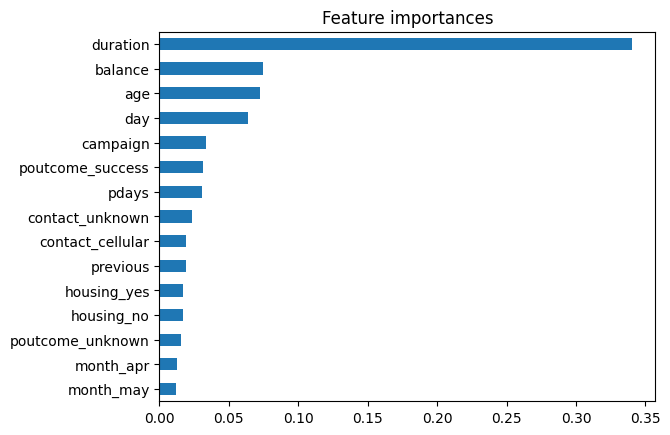 Feature importances
duration
balance
age
day
campaign
poutcome_success
pdays
contact_unknown
contact_cellular
previous
housing_yes
housing_no
poutcome_unknown
month_apr
month_may
0.00 0.05 0.10 0.15 0.20 0.25 0.30 0.35